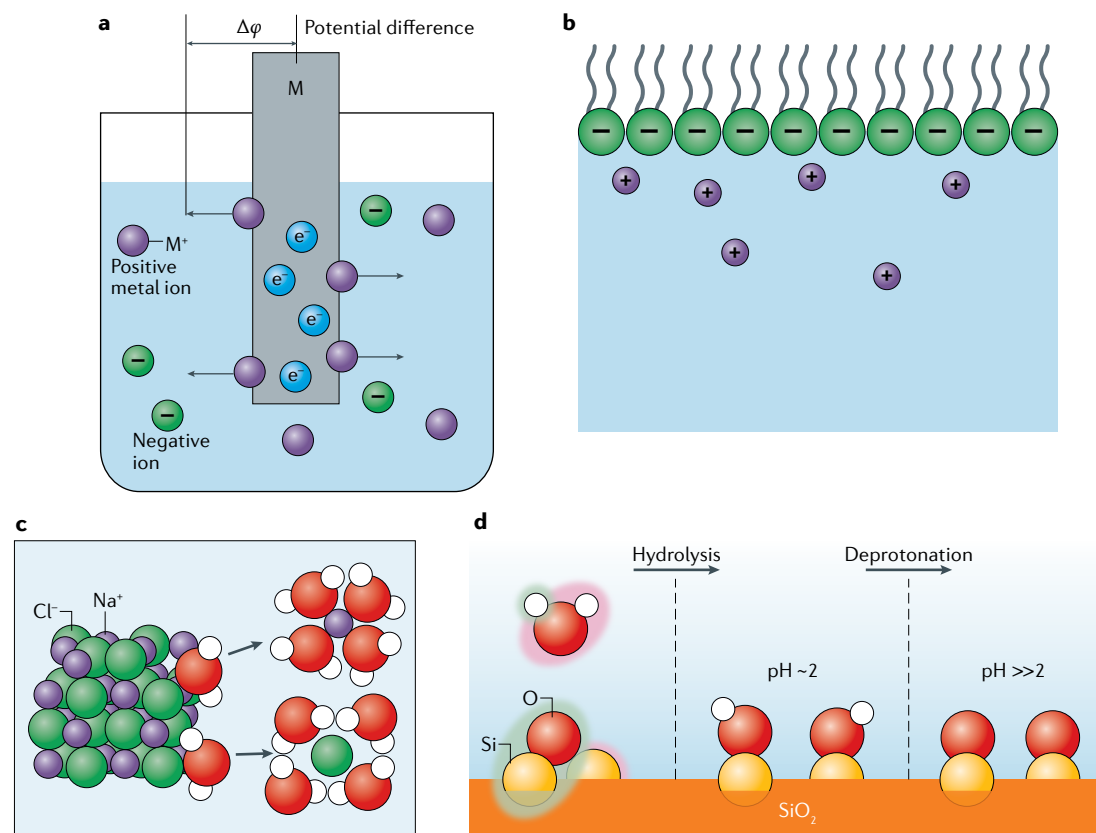 a
Δφ
Potential difference
M
e⁻
e⁻
e⁻
e⁻
−
M⁺
Positive
metal ion
−
−
−
Negative
ion
b
− − − − − − − − − −
+ + + +
+ +
c
Cl⁻
Na⁺
d
Hydrolysis
Deprotonation
pH ~2
pH >>2
O
Si
SiO₂